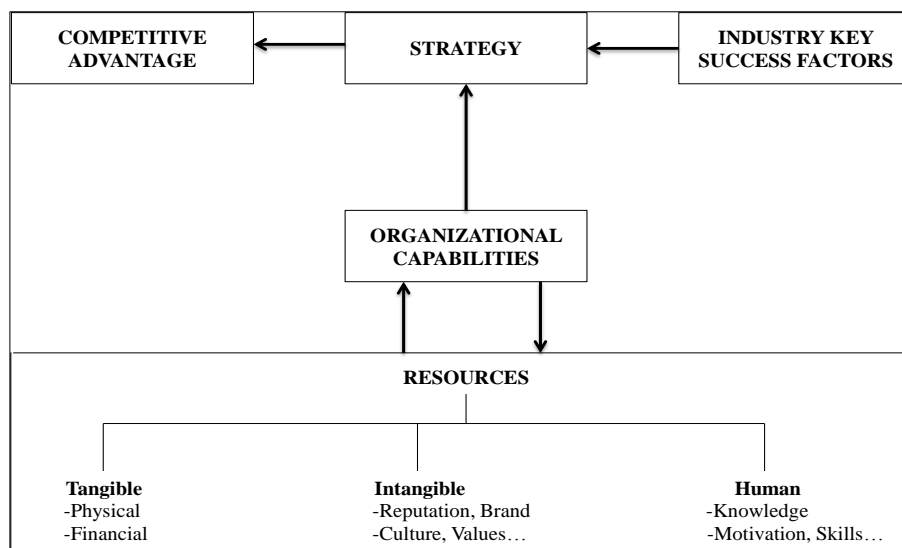 COMPETITIVE
ADVANTAGE
STRATEGY
INDUSTRY KEY
SUCCESS FACTORS
ORGANIZATIONAL
CAPABILITIES
RESOURCES
Tangible
-Physical
-Financial
Intangible
-Reputation, Brand
-Culture, Values…
Human
-Knowledge
-Motivation, Skills…